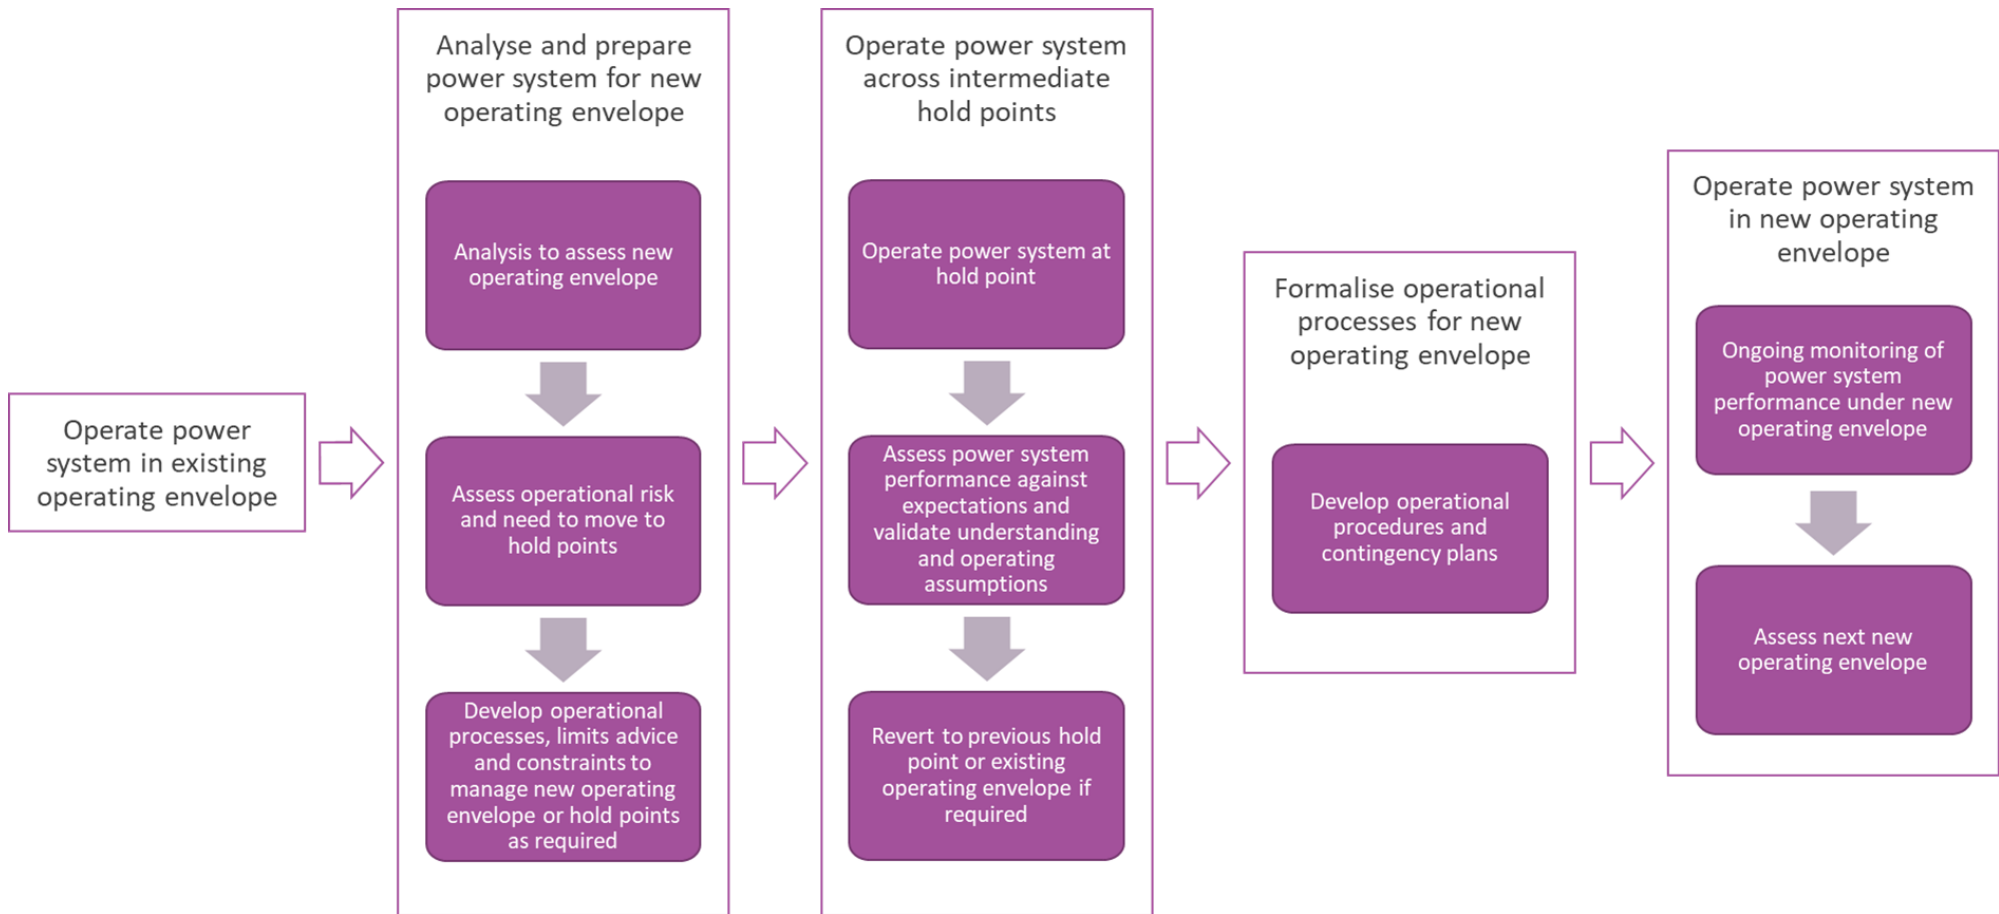 Operate power
system in existing
operating envelope
Analyse and prepare
power system for new
operating envelope
Analysis to assess new
operating envelope
Assess operational risk
and need to move to
hold points
Develop operational
processes, limits advice
and constraints to
manage new operating
envelope or hold points
as required
Operate power system
across intermediate
hold points
Operate power system at
hold point
Assess power system
performance against
expectations and
validate understanding
and operating
assumptions
Revert to previous hold
point or existing
operating envelope if
required
Formalise operational
processes for new
operating envelope
Develop operational
procedures and
contingency plans
Operate power system
in new operating
envelope
Ongoing monitoring of
power system
performance under new
operating envelope
Assess next new
operating envelope